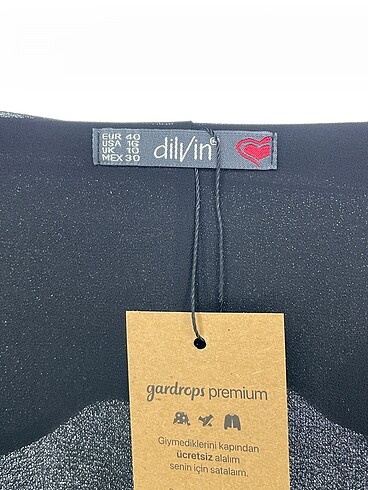 EUR 40
USA 16
UK 10
MEX 30
dilvin®
gardrops premium
Giymediklerini kapından
ücretsiz alalım
senin için satalım.